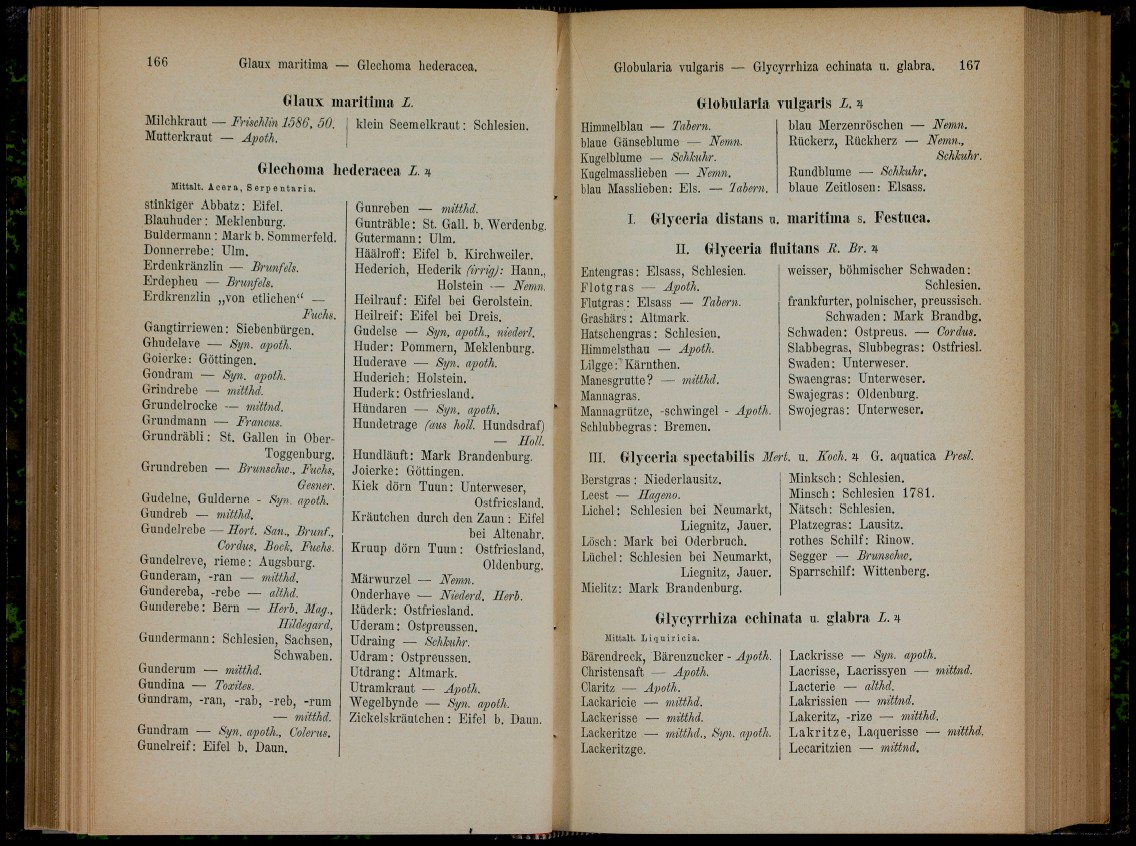 166 Glaux maritima — Glechoma hederacea.
Glaux maritima L.
Milchkraut — Frischlin 1586, 50.
Mutterkraut — Apoth.
klein Seemelkraut: Schlesien.
Glechoma hederacea L. ♃
Mittalt. Acera, Serpentaria.
stinkiger Abbatz: Eifel.
Blauhuder: Meklenburg.
Buldermann: Mark b. Sommerfeld.
Donnerrebe: Ulm.
Erdenkränzlin — Brunfels.
Erdepheu — Brunfels.
Erdkrenzlin „von etlichen“ —
Fuchs.
Gangtirriewen: Siebenbürgen.
Ghudelave — Syn. apoth.
Goierke: Göttingen.
Gondram — Syn. apoth.
Grindrebe — mitthd.
Grundelrocke — mittnd.
Grundmann — Francus.
Grundräbli: St. Gallen in Ober-
Toggenburg.
Grundreben — Brunschw., Fuchs,
Gesner.
Gudelne, Gulderne - Syn. apoth.
Gundreb — mitthd.
Gundelrebe — Hort. San., Brunf.,
Cordus, Bock, Fuchs.
Gundelreve, rieme: Augsburg.
Gunderam, -ran — mitthd.
Gundereba, -rebe — althd.
Gunderebe: Bern — Herb. Mag.,
Hildegard.
Gundermann: Schlesien, Sachsen,
Schwaben.
Gunderum — mitthd.
Gundina — Toxites.
Gundram, -ran, -rab, -reb, -rum
— mitthd.
Gundram — Syn. apoth., Colerus.
Gunelreif: Eifel b. Daun.
Gunreben — mitthd.
Gunträble: St. Gall. b. Werdenbg.
Gutermann: Ulm.
Häälroff: Eifel b. Kirchweiler.
Hederich, Hederik (irrig): Hann.,
Holstein — Nemn.
Heilrauf: Eifel bei Gerolstein.
Heilreif: Eifel bei Dreis.
Gudelse — Syn. apoth., niederl.
Huder: Pommern, Meklenburg.
Huderave — Syn. apoth.
Huderich: Holstein.
Huderk: Ostfriesland.
Hündaren — Syn. apoth.
Hundetrage (aus holl. Hundsdraf)
— Holl.
Hundläuft: Mark Brandenburg.
Joierke: Göttingen.
Kiek dörn Tuun: Unterweser,
Ostfriesland.
Kräutchen durch den Zaun: Eifel
bei Altenahr.
Kruup dörn Tuun: Ostfriesland,
Oldenburg.
Märwurzel — Nemn.
Onderhave — Niederd. Herb.
Rüderk: Ostfriesland.
Uderam: Ostpreussen.
Udraing — Schkuhr.
Udram: Ostpreussen.
Utdrang: Altmark.
Utramkraut — Apoth.
Wegelbynde — Syn. apoth.
Zickelskräutchen: Eifel b. Daun.
Globularia vulgaris — Glycyrrhiza echinata u. glabra. 167
Globularia vulgaris L. ♃
Himmelblau — Tabern.
blaue Gänseblume — Nemn.
Kugelblume — Schkuhr.
Kugelmasslieben — Nemn.
blau Masslieben: Els. — Tabern.
blau Merzenröschen — Nemn.
Rückerz, Rückherz — Nemn.,
Schkuhr.
Rundblume — Schkuhr.
blaue Zeitlosen: Elsass.
I. Glyceria distans u. maritima s. Festuca.
II. Glyceria fluitans R. Br. ♃
Entengras: Elsass, Schlesien.
Flotgras — Apoth.
Flutgras: Elsass — Tabern.
Grashärs: Altmark.
Hatschengras: Schlesien.
Himmelsthau — Apoth.
Lilgge: Kärnthen.
Manesgrutte? — mitthd.
Mannagras.
Mannagrütze, -schwingel - Apoth.
Schlubbegras: Bremen.
weisser, böhmischer Schwaden:
Schlesien.
frankfurter, polnischer, preussisch.
Schwaden: Mark Brandbg.
Schwaden: Ostpreus. — Cordus.
Slabbegras, Slubbegras: Ostfriesl.
Swaden: Unterweser.
Swaengras: Unterweser.
Swajegras: Oldenburg.
Swojegras: Unterweser.
III. Glyceria spectabilis Mert. u. Koch. ♃ G. aquatica Presl.
Berstgras: Niederlausitz.
Leest — Hageno.
Lichel: Schlesien bei Neumarkt,
Liegnitz, Jauer.
Lösch: Mark bei Oderbruch.
Lüchel: Schlesien bei Neumarkt,
Liegnitz, Jauer.
Mielitz: Mark Brandenburg.
Minksch: Schlesien.
Minsch: Schlesien 1781.
Nätsch: Schlesien.
Platzegras: Lausitz.
rothes Schilf: Rinow.
Segger — Brunschw.
Sparrschilf: Wittenberg.
Glycyrrhiza echinata u. glabra L. ♃
Mittalt. Liquiricia.
Bärendreck, Bärenzucker - Apoth.
Christensaft — Apoth.
Claritz — Apoth.
Lackaricie — mitthd.
Lackerisse — mitthd.
Lackeritze — mitthd., Syn. apoth.
Lackeritzge.
Lackrisse — Syn. apoth.
Lacrisse, Lacrissyen — mittnd.
Lacterie — althd.
Lakrissien — mittnd.
Lakeritz, -rize — mitthd.
Lakritze, Laquerisse — mitthd.
Lecaritzien — mittnd.